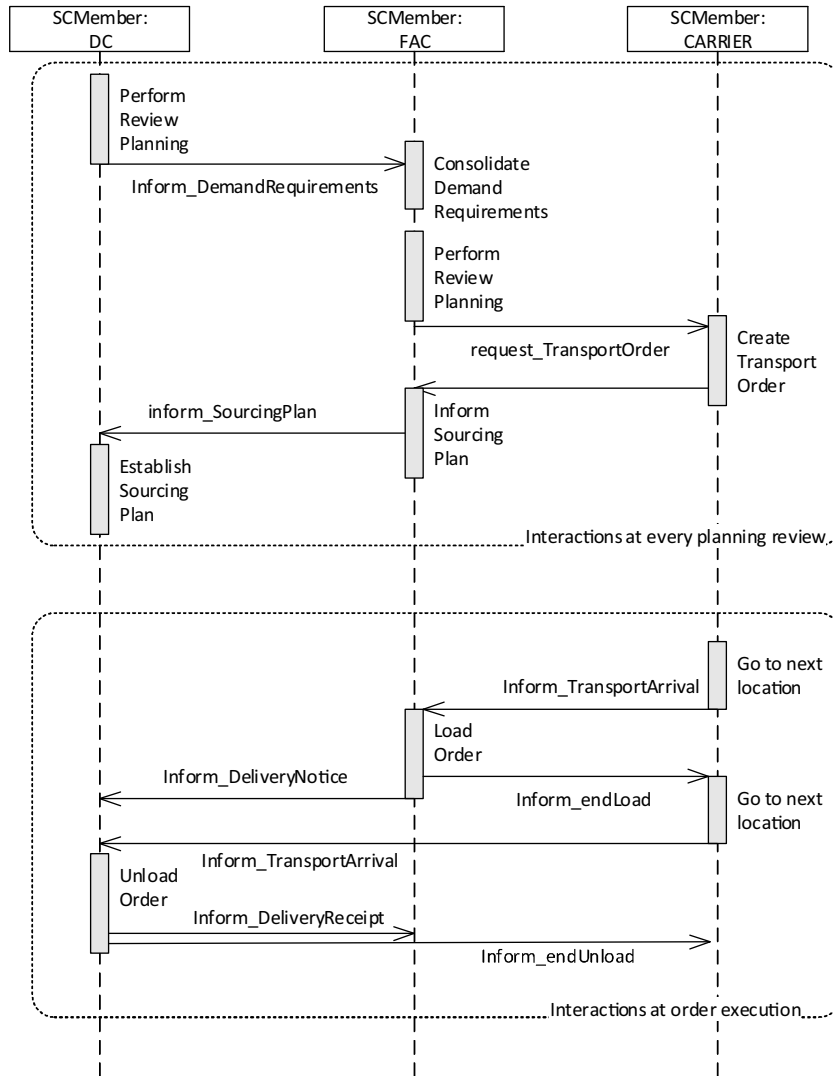 SCMember:
DC
SCMember:
FAC
SCMember:
CARRIER
Perform
Review
Planning
Inform_DemandRequirements
Consolidate
Demand
Requirements
Perform
Review
Planning
request_TransportOrder
Create
Transport
Order
inform_SourcingPlan
Inform
Sourcing
Plan
Establish
Sourcing
Plan
Interactions at every planning review
Go to next
location
Inform_TransportArrival
Load
Order
Inform_DeliveryNotice
Inform_endLoad
Go to next
location
Inform_TransportArrival
Unload
Order
Inform_DeliveryReceipt
Inform_endUnload
Interactions at order execution